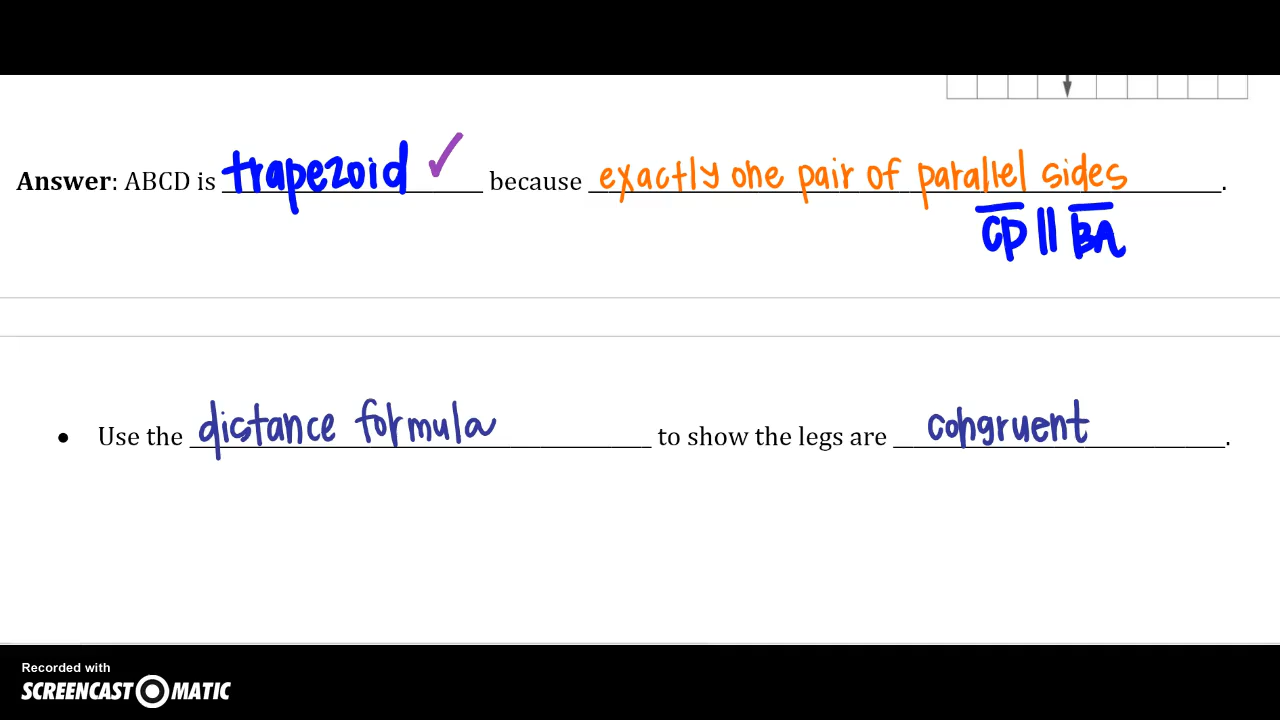 Answer: ABCD is trapezoid ✓ because exactly one pair of parallel sides.
CD || BA
• Use the distance formula to show the legs are congruent.
Recorded with
SCREENCAST MATIC